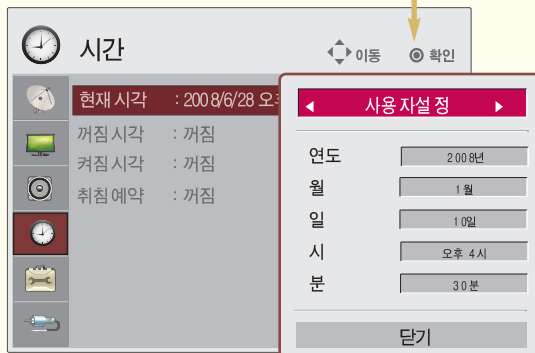 시간
이동 확인
현재 시각 : 2008/6/28 오
꺼짐 시각 : 꺼짐
켜짐 시각 : 꺼짐
취침 예약 : 꺼짐
사용자설정
연도 2008년
월 1월
일 10일
시 오후 4시
분 30분
닫기